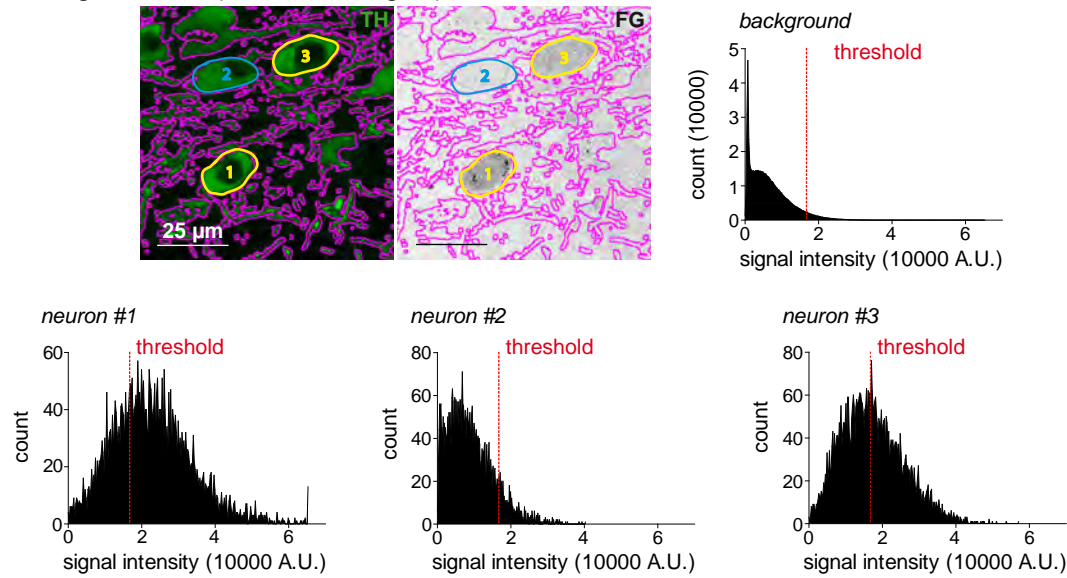 TH
3
2
1
25 µm
FG
3
2
1
background
threshold
5
4
3
2
1
0
count (10000)
0 2 4 6
signal intensity (10000 A.U.)
neuron #1
threshold
60
40
20
0
count
0 2 4 6
signal intensity (10000 A.U.)
neuron #2
threshold
80
60
40
20
0
count
0 2 4 6
signal intensity (10000 A.U.)
neuron #3
threshold
80
60
40
20
0
count
0 2 4 6
signal intensity (10000 A.U.)